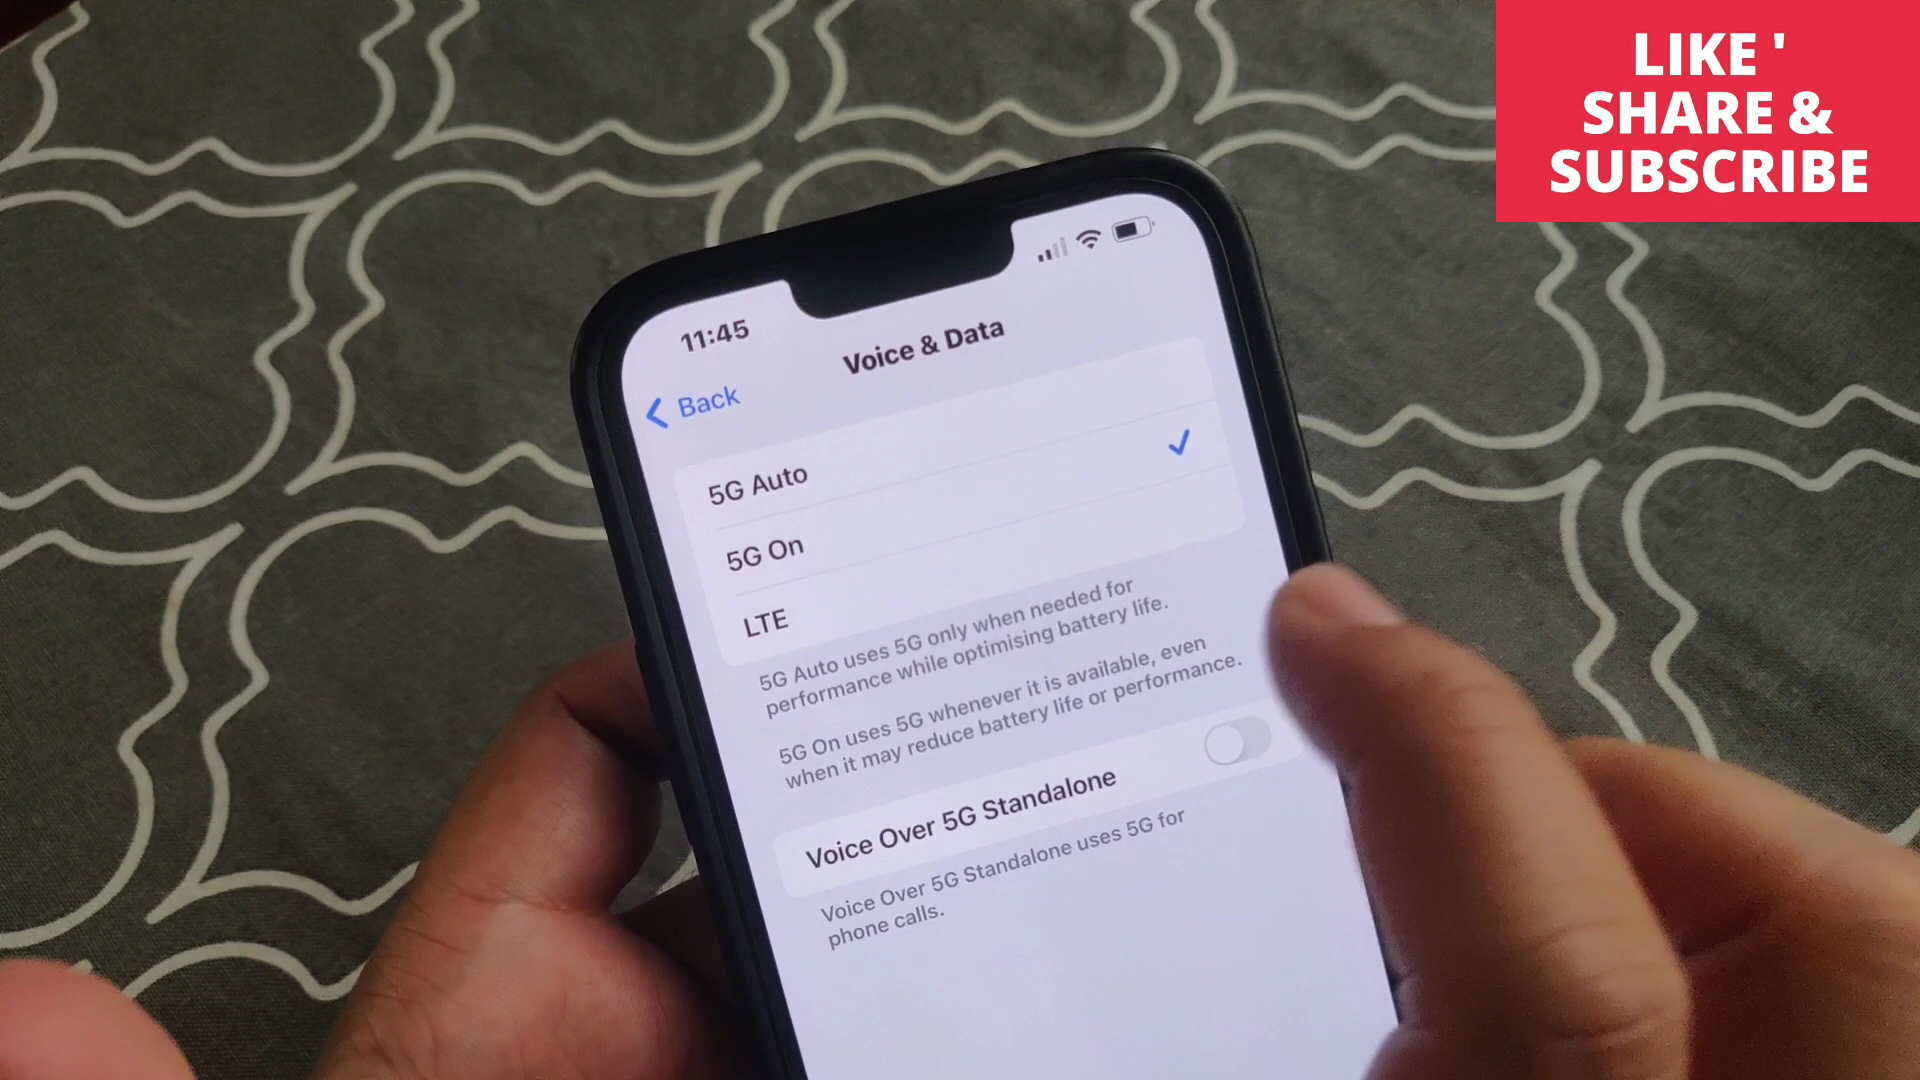 LIKE '
SHARE &
SUBSCRIBE
11:45
Voice & Data
Back
5G Auto
5G On
LTE
5G Auto uses 5G only when needed for
performance while optimising battery life.
5G On uses 5G whenever it is available, even
when it may reduce battery life or performance.
Voice Over 5G Standalone
Voice Over 5G Standalone uses 5G for
phone calls.